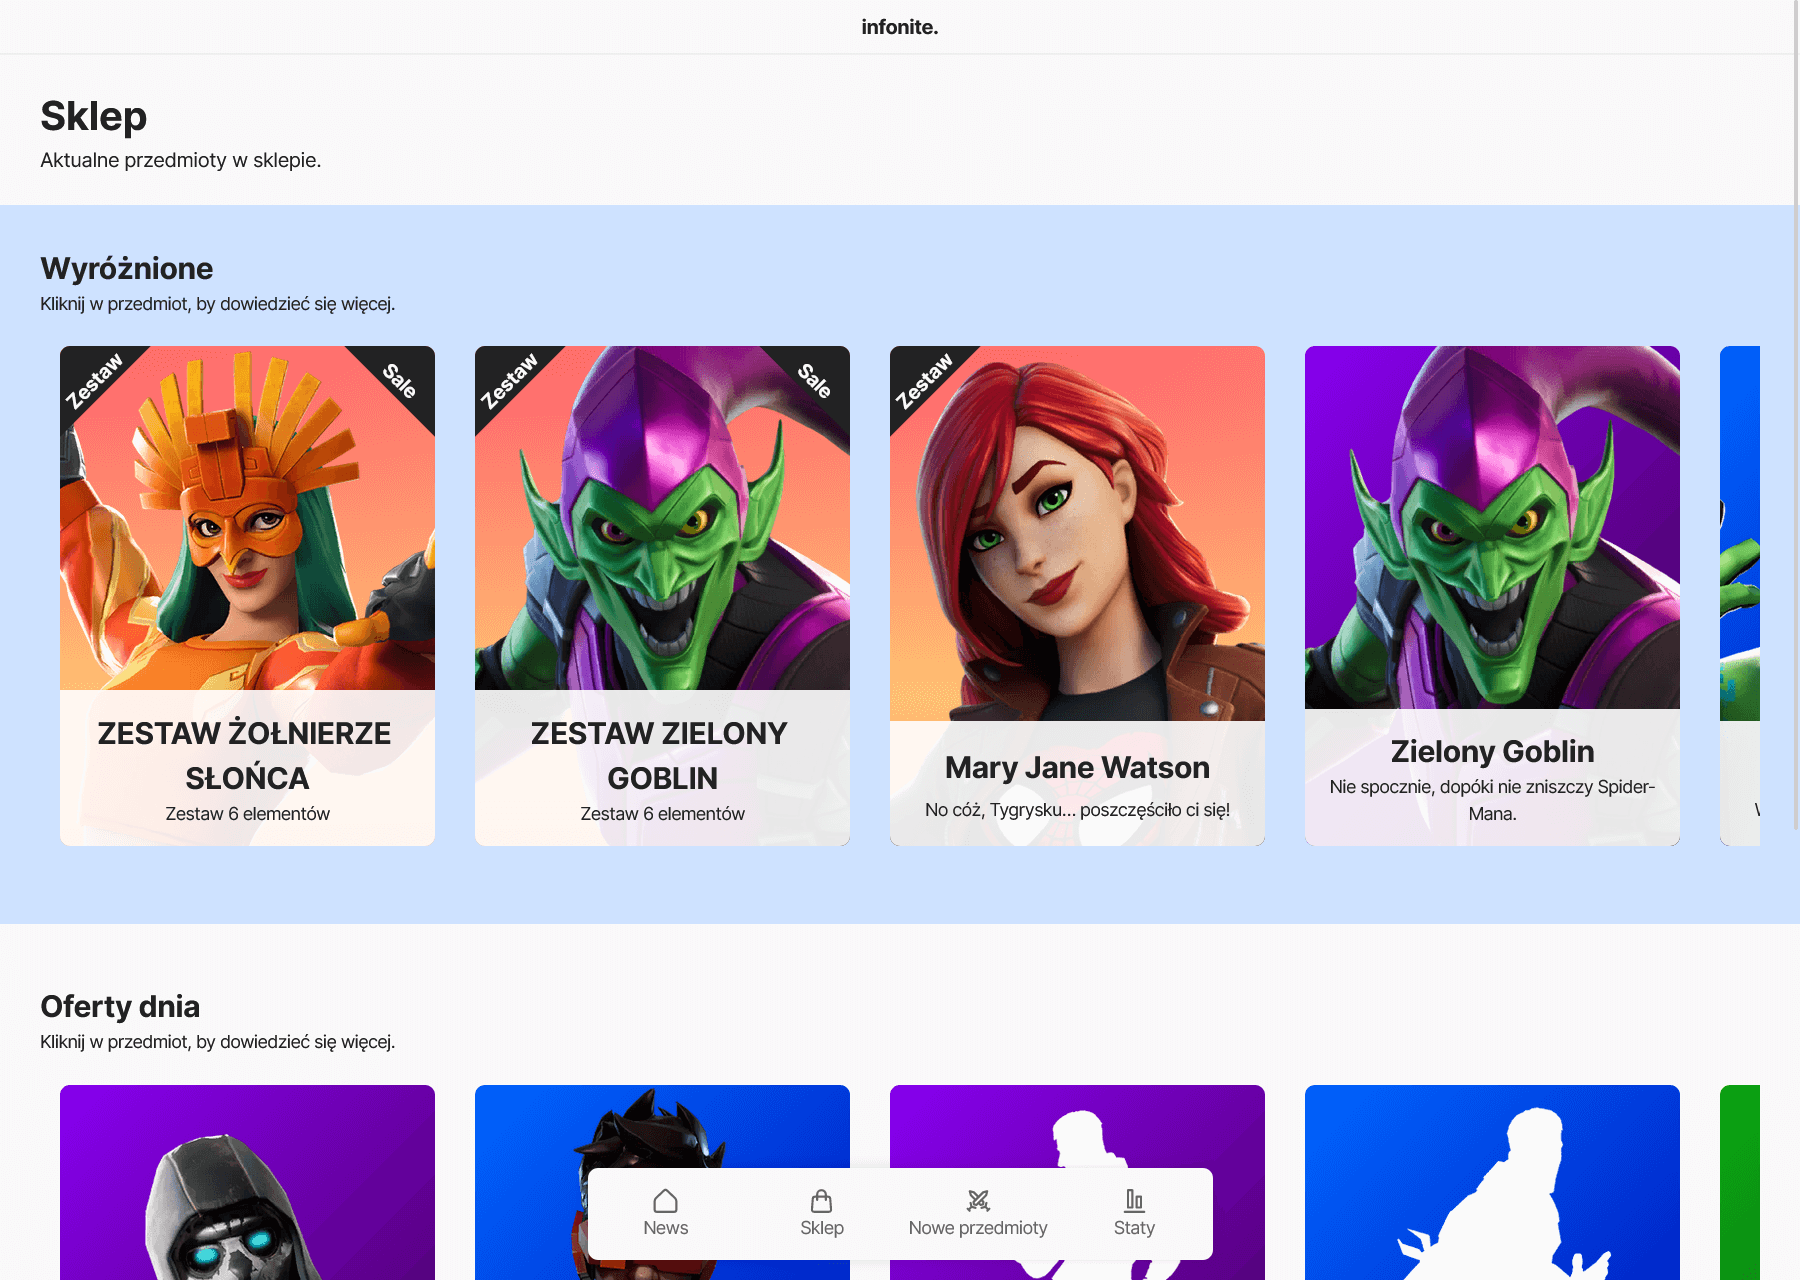 infonite.
Sklep
Aktualne przedmioty w sklepie.
Wyróżnione
Kliknij w przedmiot, by dowiedzieć się więcej.
Zestaw
Sale
ZESTAW ŻOŁNIERZE
SŁOŃCA
Zestaw 6 elementów
Zestaw
Sale
ZESTAW ZIELONY
GOBLIN
Zestaw 6 elementów
Zestaw
Mary Jane Watson
No cóż, Tygrysku... poszczęściło ci się!
Zielony Goblin
Nie spocznie, dopóki nie zniszczy Spider-
Mana.
Oferty dnia
Kliknij w przedmiot, by dowiedzieć się więcej.
News
Sklep
Nowe przedmioty
Staty